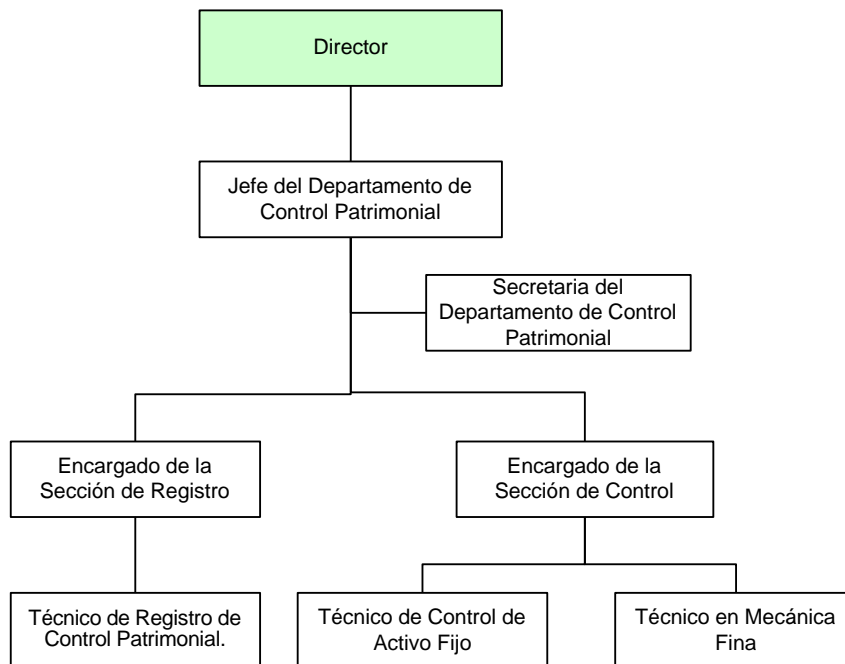 Director
Jefe del Departamento de
Control Patrimonial
Secretaria del
Departamento de Control
Patrimonial
Encargado de la
Sección de Registro
Encargado de la
Sección de Control
Técnico de Registro de
Control Patrimonial.
Técnico de Control de
Activo Fijo
Técnico en Mecánica
Fina